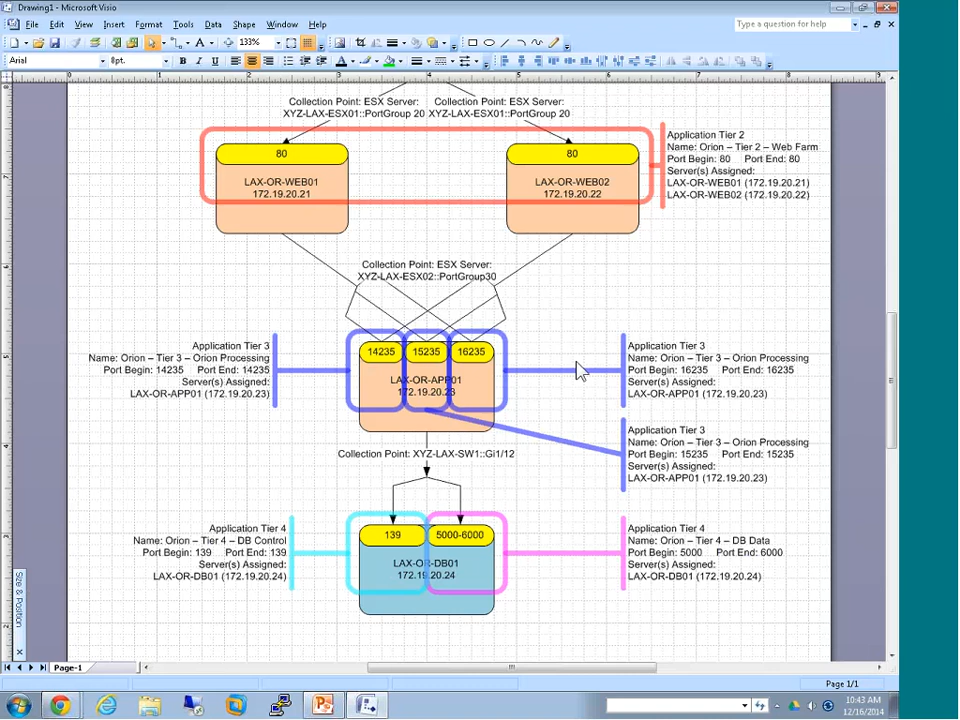 Drawing1 - Microsoft Visio
File Edit View Insert Format Tools Data Shape Window Help
Type a question for help
133%
Arial 8pt.
0 1 2 3 4 5 6 7 8 9
Collection Point: ESX Server: Collection Point: ESX Server:
XYZ-LAX-ESX01::PortGroup 20 XYZ-LAX-ESX01::PortGroup 20
80
LAX-OR-WEB01
172.19.20.21
80
LAX-OR-WEB02
172.19.20.22
Application Tier 2
Name: Orion – Tier 2 – Web Farm
Port Begin: 80 Port End: 80
Server(s) Assigned:
LAX-OR-WEB01 (172.19.20.21)
LAX-OR-WEB02 (172.19.20.22)
Collection Point: ESX Server:
XYZ-LAX-ESX02::PortGroup30
Application Tier 3
Name: Orion – Tier 3 – Orion Processing
Port Begin: 14235 Port End: 14235
Server(s) Assigned:
LAX-OR-APP01 (172.19.20.23)
14235 15235 16235
LAX-OR-APP01
172.19.20.23
Application Tier 3
Name: Orion – Tier 3 – Orion Processing
Port Begin: 16235 Port End: 16235
Server(s) Assigned:
LAX-OR-APP01 (172.19.20.23)
Application Tier 3
Name: Orion – Tier 3 – Orion Processing
Port Begin: 15235 Port End: 15235
Server(s) Assigned:
LAX-OR-APP01 (172.19.20.23)
Collection Point: XYZ-LAX-SW1::Gi1/12
Application Tier 4
Name: Orion – Tier 4 – DB Control
Port Begin: 139 Port End: 139
Server(s) Assigned:
LAX-OR-DB01 (172.19.20.24)
139 5000-6000
LAX-OR-DB01
172.19.20.24
Application Tier 4
Name: Orion – Tier 4 – DB Data
Port Begin: 5000 Port End: 6000
Server(s) Assigned:
LAX-OR-DB01 (172.19.20.24)
Size & Position
Page-1
Page 1/1
10:43 AM
12/16/2014